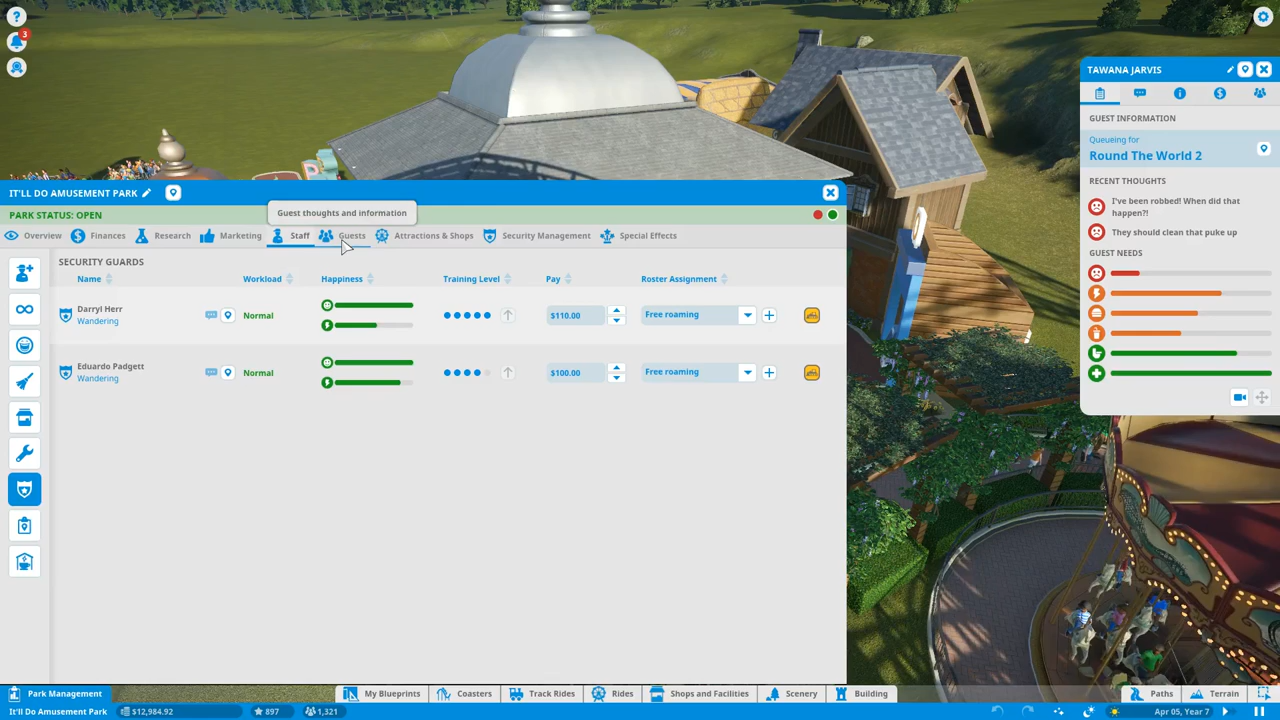 ?
3
TAWANA JARVIS
GUEST INFORMATION
Queueing for
Round The World 2
RECENT THOUGHTS
I've been robbed! When did that
happen?!
They should clean that puke up
GUEST NEEDS
IT'LL DO AMUSEMENT PARK
PARK STATUS: OPEN
Guest thoughts and information
Overview
Finances
Research
Marketing
Staff
Guests
Attractions & Shops
Security Management
Special Effects
SECURITY GUARDS
Name
Workload
Happiness
Training Level
Pay
Roster Assignment
Darryl Herr
Wandering
Normal
$110.00
Free roaming
Eduardo Padgett
Wandering
Normal
$100.00
Free roaming
Park Management
My Blueprints
Coasters
Track Rides
Rides
Shops and Facilities
Scenery
Building
Paths
Terrain
It'll Do Amusement Park
$12,984.92
897
1,321
Apr 05, Year 7